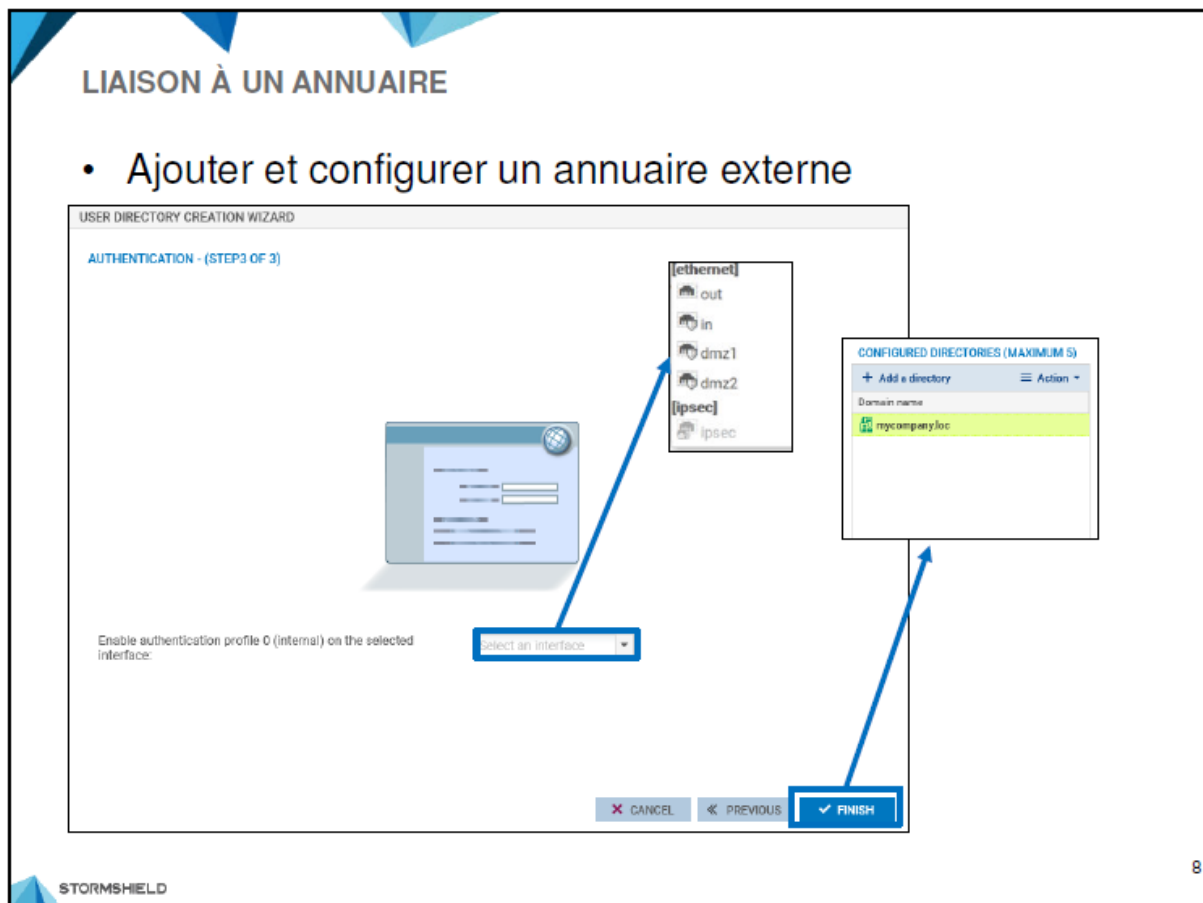 LIAISON À UN ANNUAIRE
• Ajouter et configurer un annuaire externe
USER DIRECTORY CREATION WIZARD
AUTHENTICATION - (STEP3 OF 3)
[ethernet]
out
in
dmz1
dmz2
[ipsec]
ipsec
CONFIGURED DIRECTORIES (MAXIMUM 5)
+ Add a directory
Action
Domain name
mycompany.loc
Enable authentication profile 0 (internal) on the selected
interface:
Select an interface
CANCEL
PREVIOUS
FINISH
8
STORMSHIELD